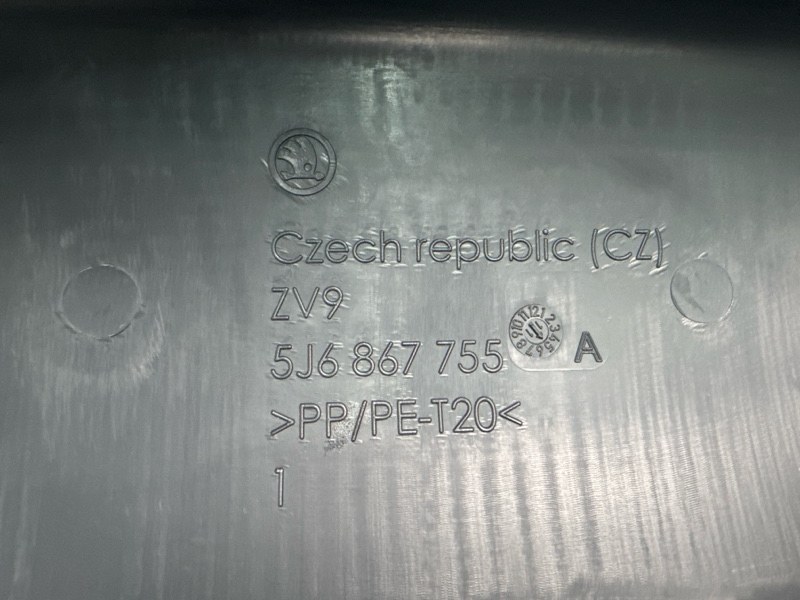 Czech republic (CZ)
ZV9
5J6 867 755 A
>PP/PE-T20<
1